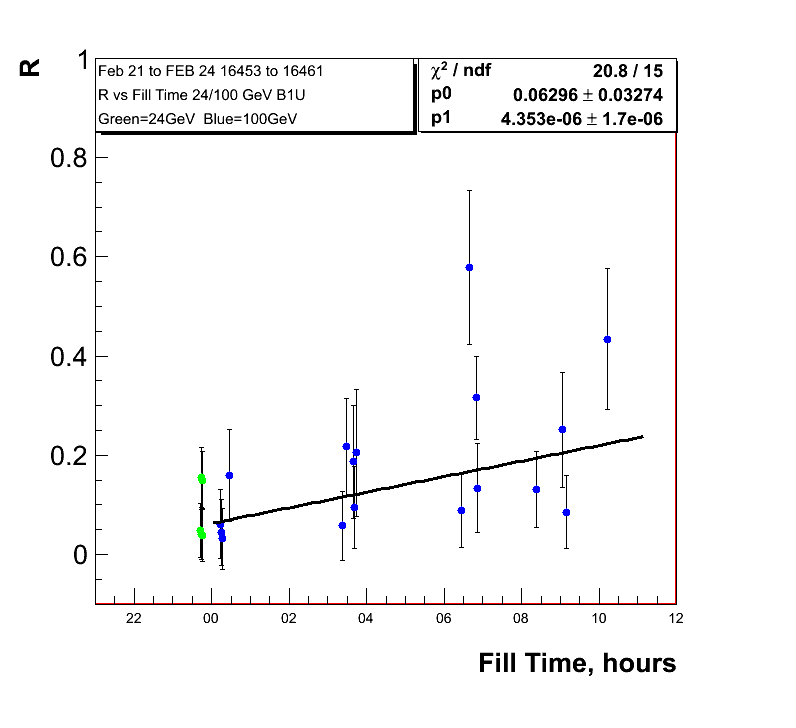 R
1
Feb 21 to FEB 24 16453 to 16461
R vs Fill Time 24/100 GeV B1U
Green=24GeV Blue=100GeV
χ² / ndf 20.8 / 15
p0 0.06296 ± 0.03274
p1 4.353e-06 ± 1.7e-06
0.8
0.6
0.4
0.2
0
22 00 02 04 06 08 10 12
Fill Time, hours